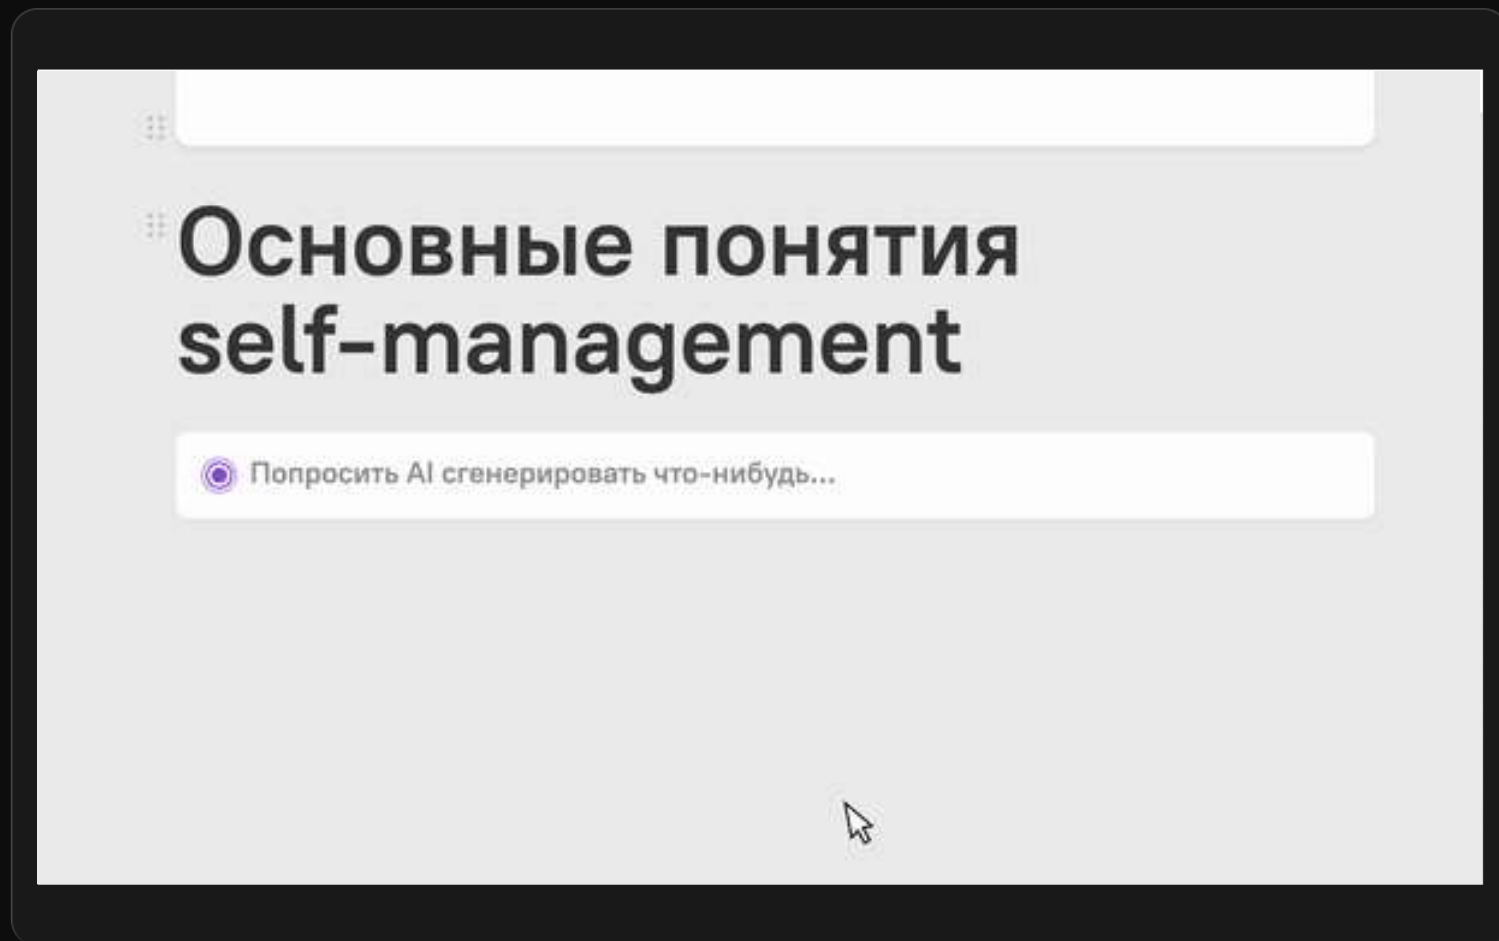 Основные понятия
self-management
Попросить AI сгенерировать что-нибудь...